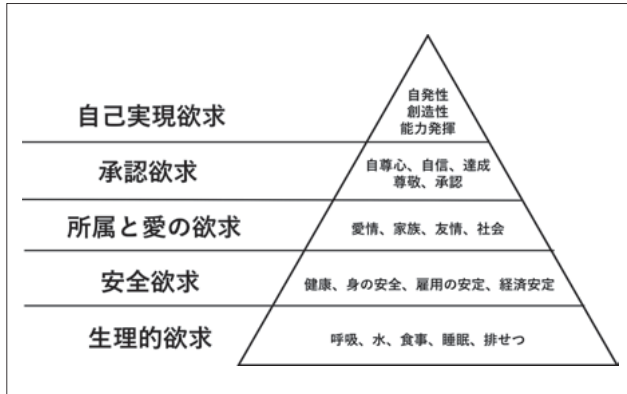 自己実現欲求
自発性
創造性
能力発揮
承認欲求
自尊心、自信、達成
尊敬、承認
所属と愛の欲求
愛情、家族、友情、社会
安全欲求
健康、身の安全、雇用の安定、経済安定
生理的欲求
呼吸、水、食事、睡眠、排せつ